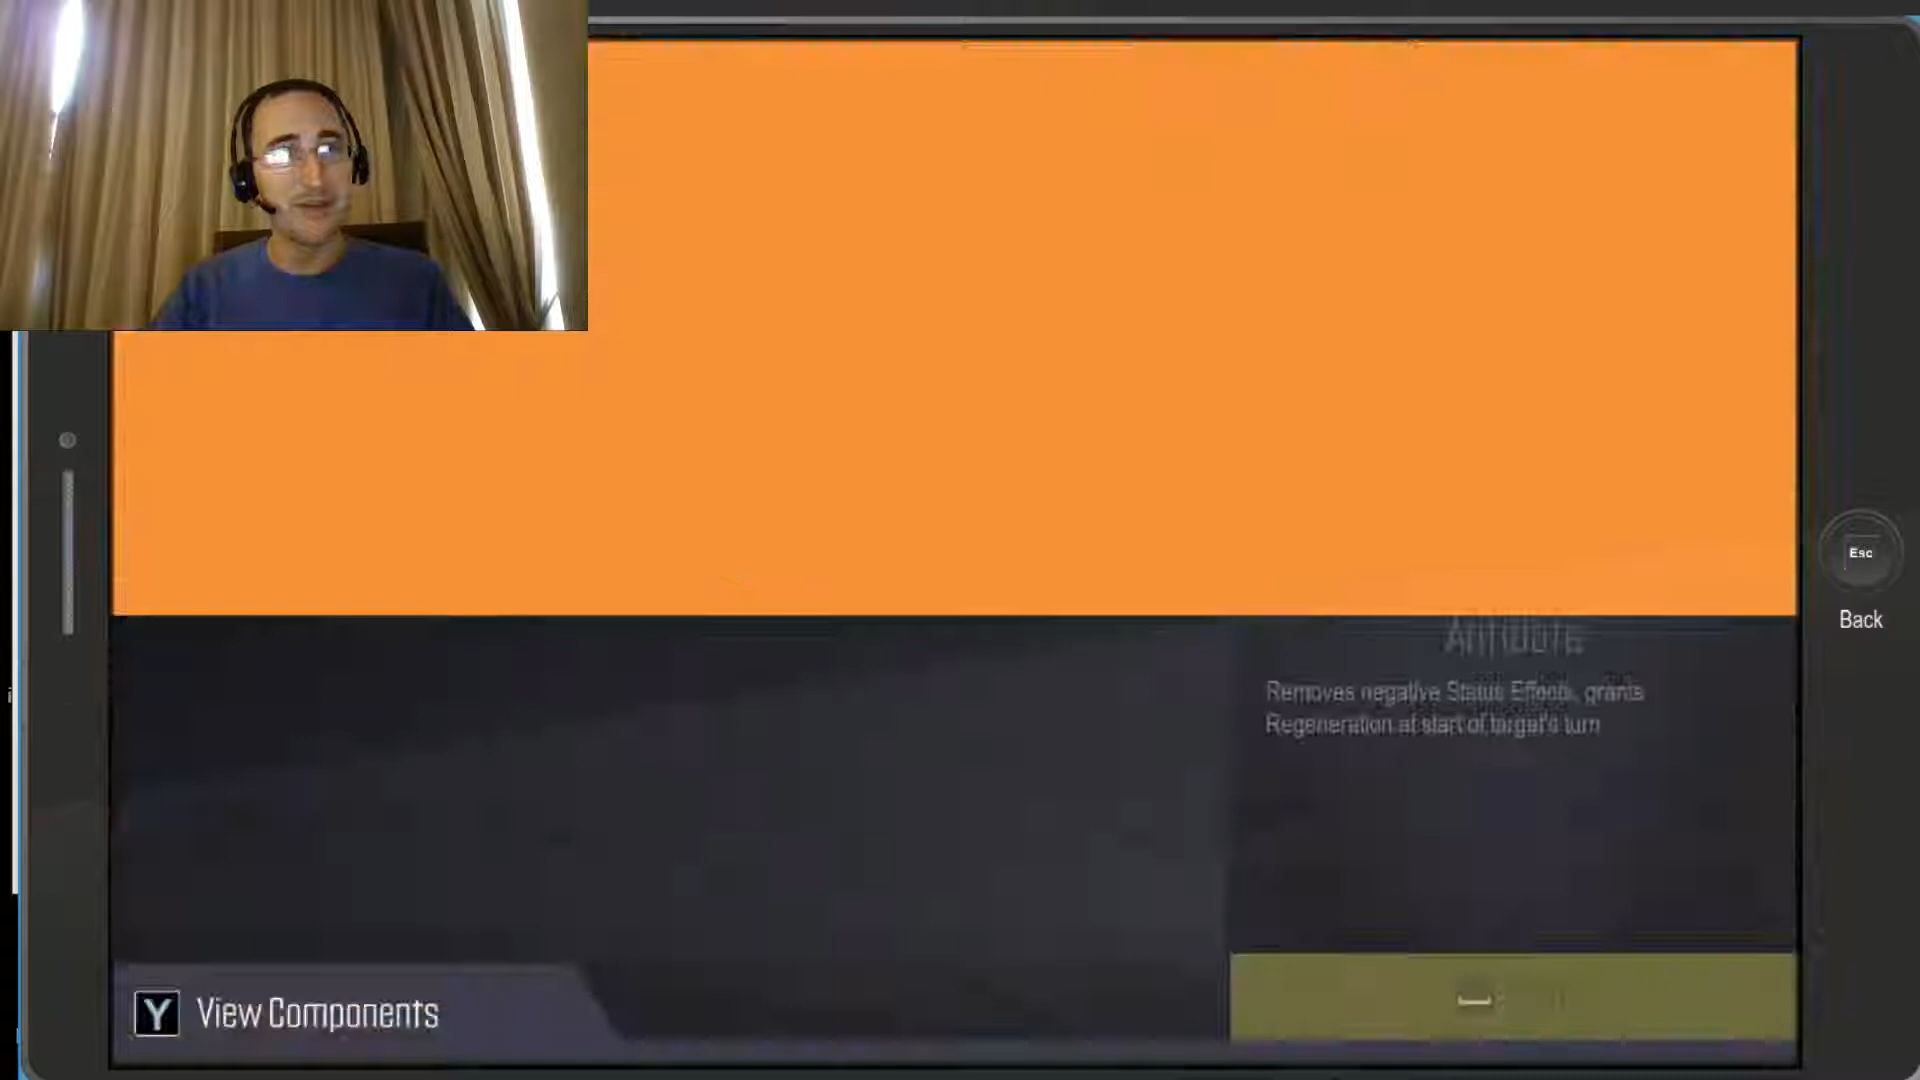 Esc
Back
Antidote
Removes negative Status Effects, grants
Regeneration at start of target's turn
Y View Components